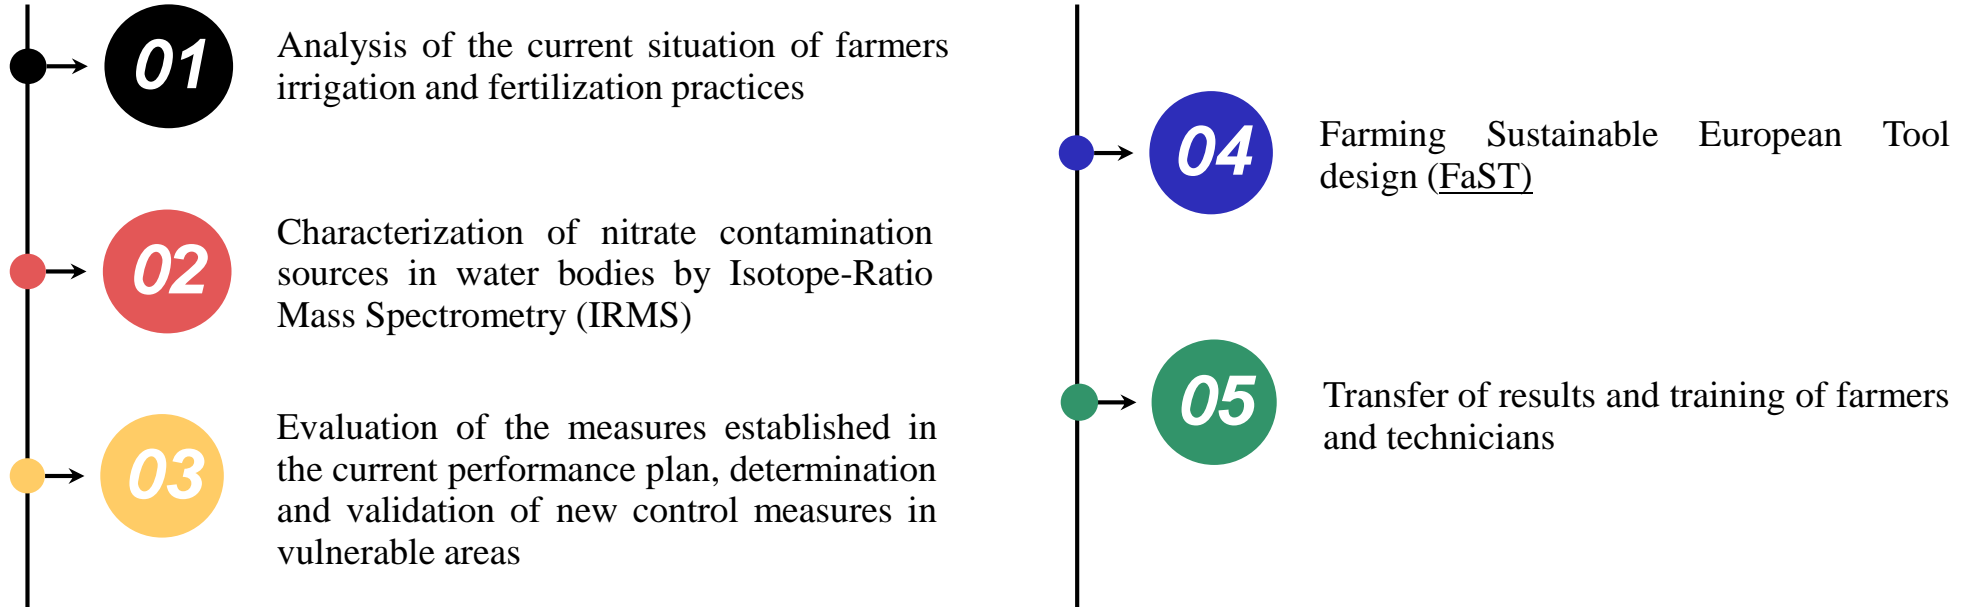 01
Analysis of the current situation of farmers
irrigation and fertilization practices
02
Characterization of nitrate contamination
sources in water bodies by Isotope-Ratio
Mass Spectrometry (IRMS)
03
Evaluation of the measures established in
the current performance plan, determination
and validation of new control measures in
vulnerable areas
04
Farming Sustainable European Tool
design (FaST)
05
Transfer of results and training of farmers
and technicians